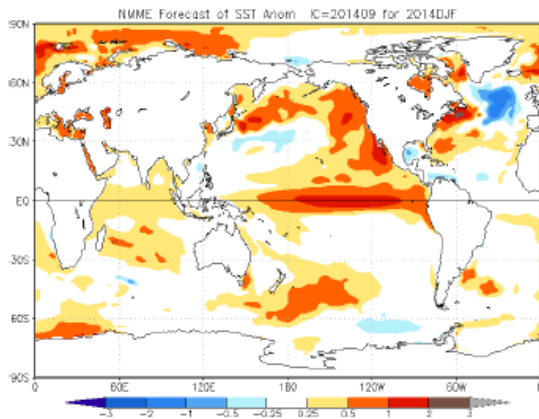 NMME Forecast of SST Anom IC=201409 for 2014DJF
90N
60N
30N
EQ
30S
60S
90S
0 60E 120E 180 120W 60W 0
-3 -2 -1 -0.5 -0.25 0.25 0.5 1 2 3